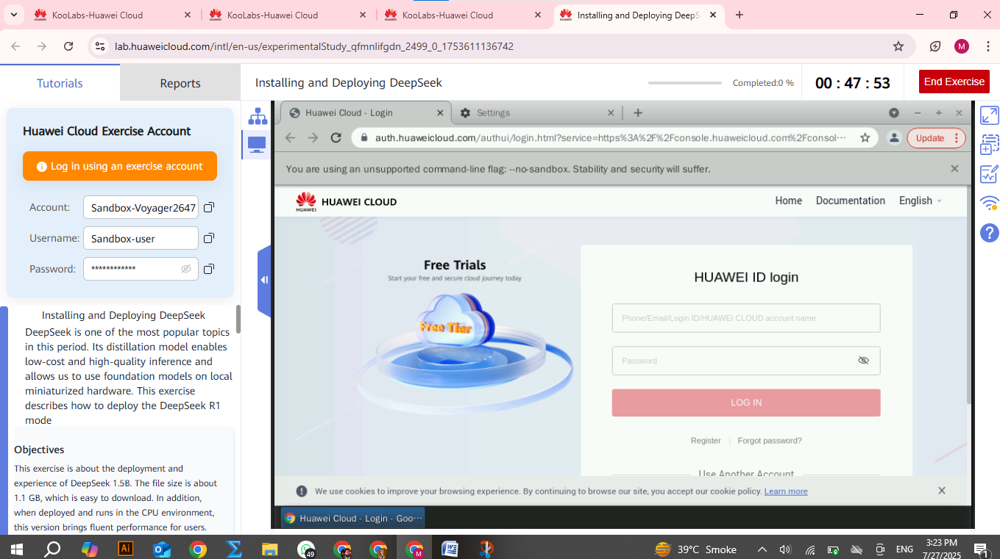 KooLabs-Huawei Cloud
KooLabs-Huawei Cloud
KooLabs-Huawei Cloud
Installing and Deploying DeepS
lab.huaweicloud.com/intl/en-us/experimentalStudy_qfmnlifgdn_2499_0_1753611136742
M
Tutorials
Reports
Installing and Deploying DeepSeek
Completed:0 %
00 : 47 : 53
End Exercise
Huawei Cloud Exercise Account
Log in using an exercise account
Account:
Sandbox-Voyager2647
Username:
Sandbox-user
Password:
************
Installing and Deploying DeepSeek
DeepSeek is one of the most popular topics
in this period. Its distillation model enables
low-cost and high-quality inference and
allows us to use foundation models on local
miniaturized hardware. This exercise
describes how to deploy the DeepSeek R1
mode
Objectives
This exercise is about the deployment and
experience of DeepSeek 1.5B. The file size is about
1.1 GB, which is easy to download. In addition,
when deployed and runs in the CPU environment,
this version brings fluent performance for users.
Huawei Cloud - Login
Settings
auth.huaweicloud.com/authui/login.html?service=https%3A%2F%2Fconsole.huaweicloud.com%2Fconsol···
Update
You are using an unsupported command-line flag: --no-sandbox. Stability and security will suffer.
HUAWEI
HUAWEI CLOUD
Home
Documentation
English
Free Trials
Start your free and secure cloud journey today
Free Tier
HUAWEI ID login
Phone/Email/Login ID/HUAWEI CLOUD account name
Password
LOG IN
Register
Forgot password?
Use Another Account
We use cookies to improve your browsing experience. By continuing to browse our site, you accept our cookie policy. Learn more
Huawei Cloud - Login - Goo···
?
Ai
49
M
39°C Smoke
ENG
3:23 PM
7/27/2025
1